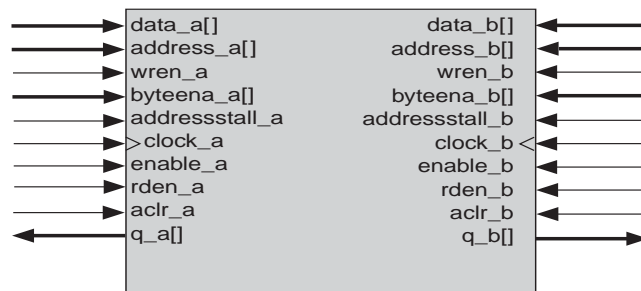 data_a[] data_b[]
address_a[] address_b[]
wren_a wren_b
byteena_a[] byteena_b[]
addressstall_a addressstall_b
clock_a clock_b
enable_a enable_b
rden_a rden_b
aclr_a aclr_b
q_a[] q_b[]